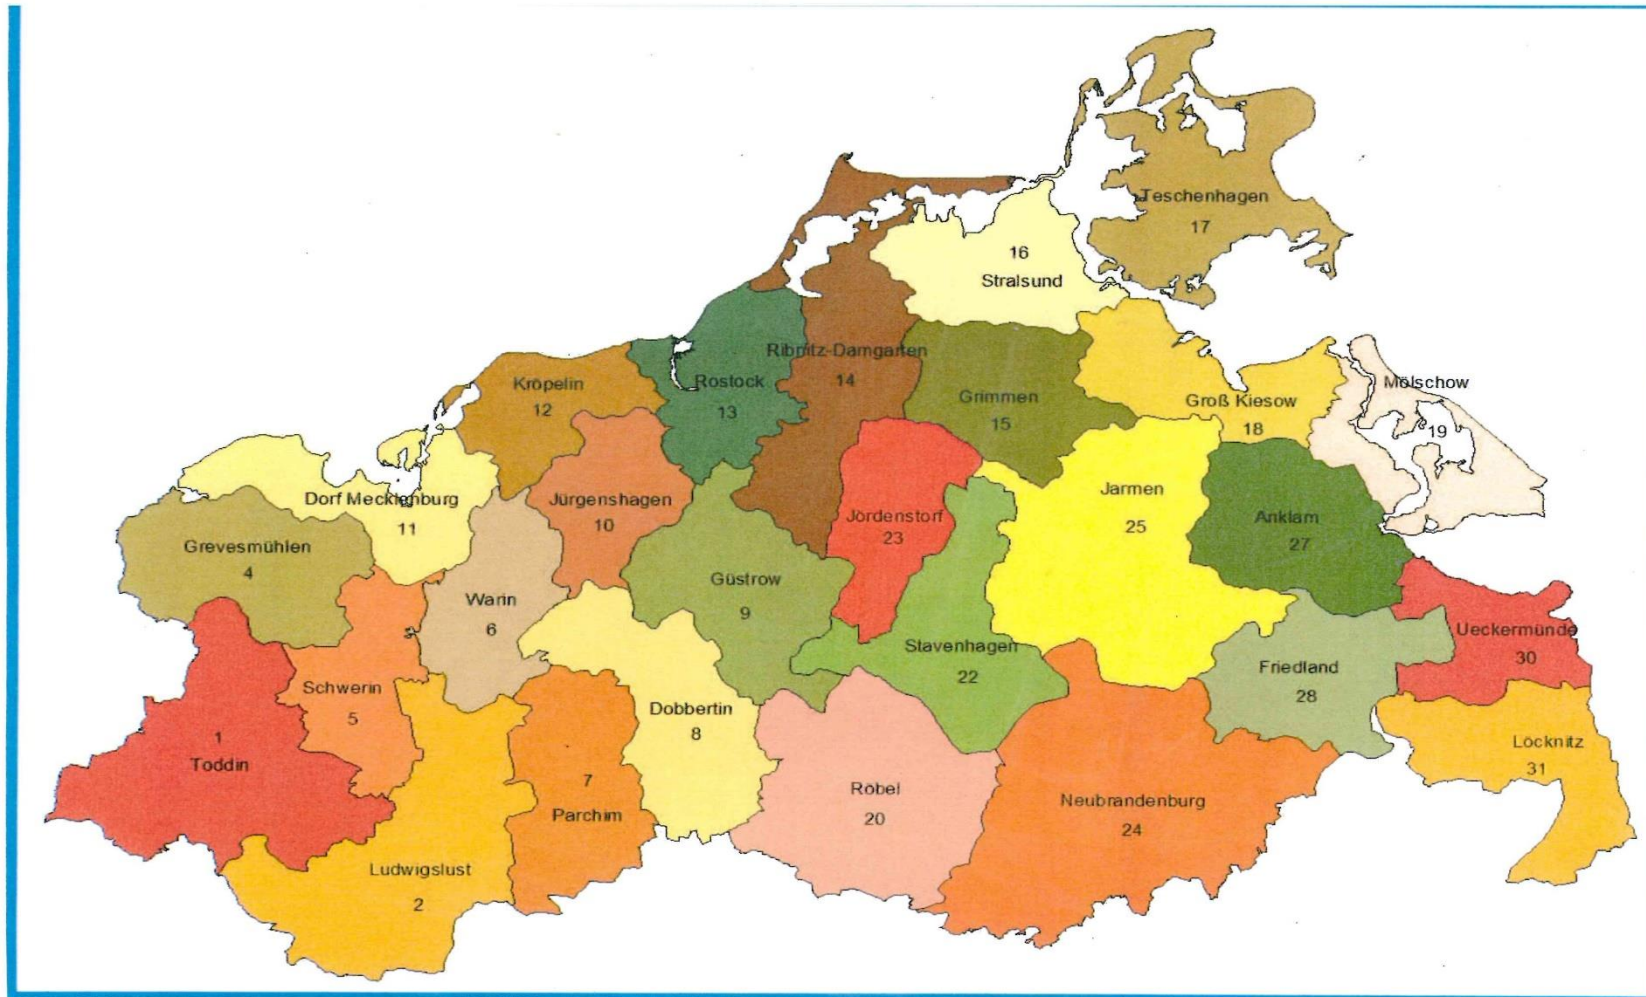 Teschenhagen
17
16
Stralsund
Ribnitz-Damgarten
14
Kröpelin
12
Rostock
13
Grimmen
15
Groß Kiesow
18
Mölschow
19
Dorf Mecklenburg
11
Jürgenshagen
10
Jördenstorf
23
Jarmen
25
Anklam
27
Grevesmühlen
4
Warin
6
Güstrow
9
Stavenhagen
22
Friedland
28
Ueckermünde
30
Schwerin
5
Dobbertin
8
1
Toddin
7
Parchim
Röbel
20
Neubrandenburg
24
Löcknitz
31
Ludwigslust
2